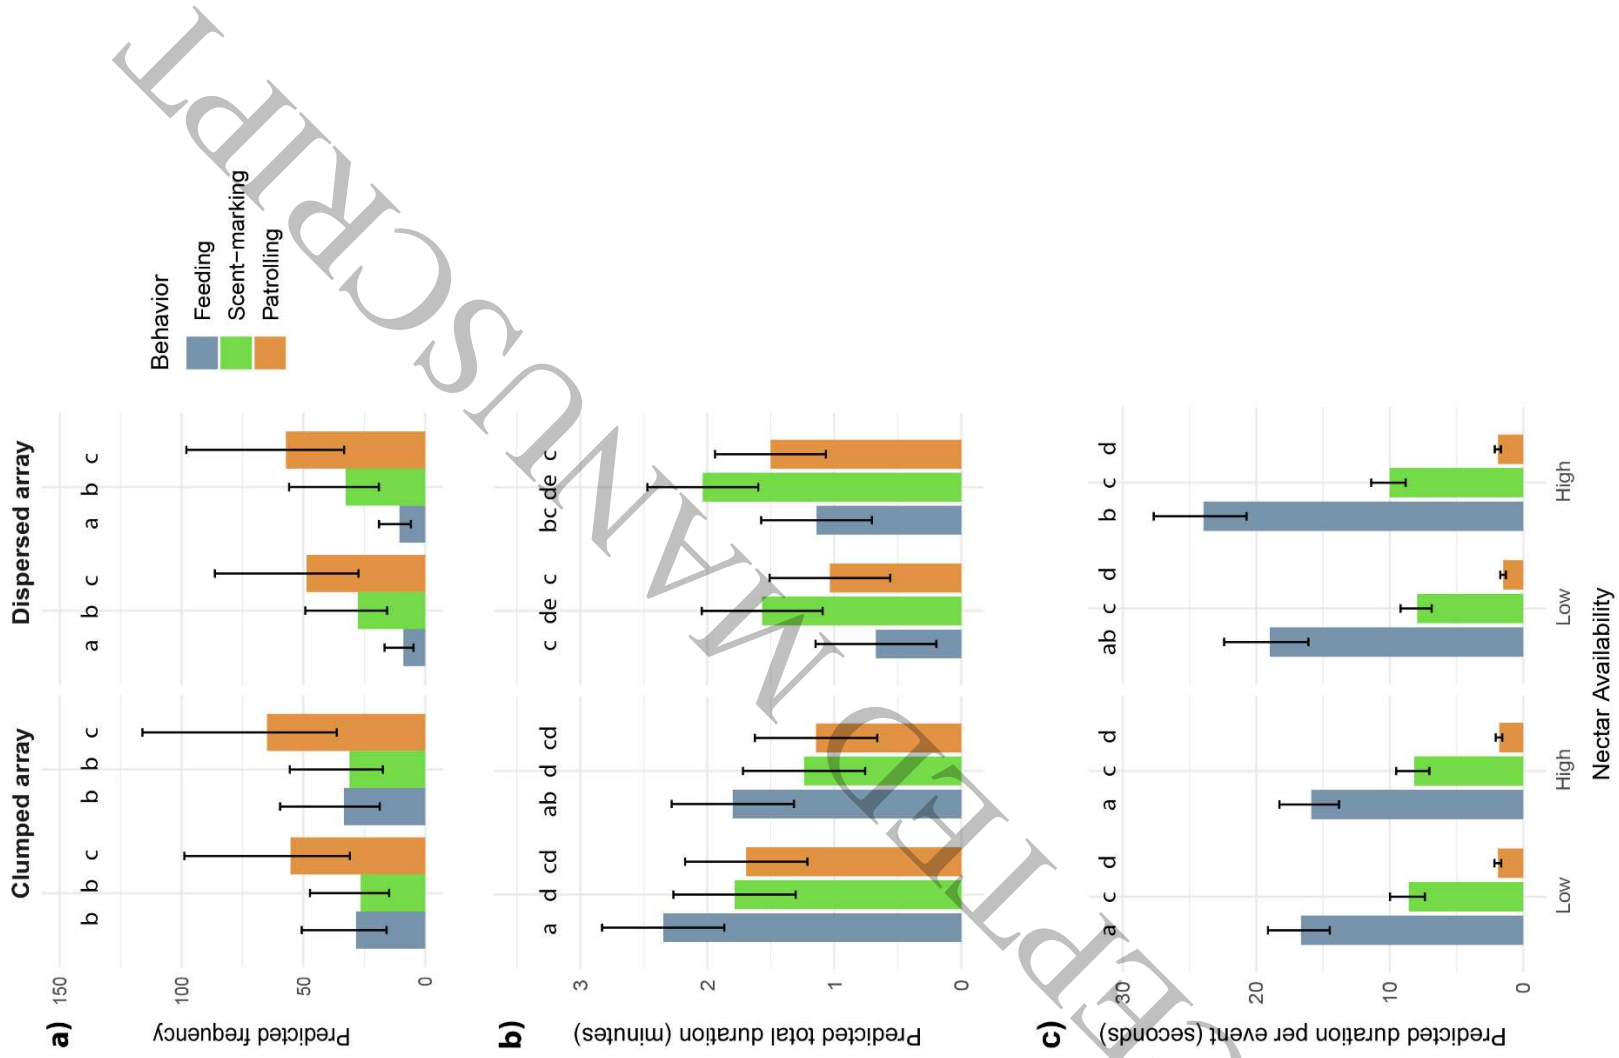 Clumped array
Dispersed array
a)
Predicted frequency
150
100
50
0
b b c
b b c
a b c
a b c
Behavior
Feeding
Scent-marking
Patrolling
b)
Predicted total duration (minutes)
3
2
1
0
a d cd
ab d cd
c de c
bc de c
c)
Predicted duration per event (seconds)
30
20
10
0
a c d
a c d
ab c d
b c d
Low High
Low High
Nectar Availability
CEPTED MANUSCRIPT